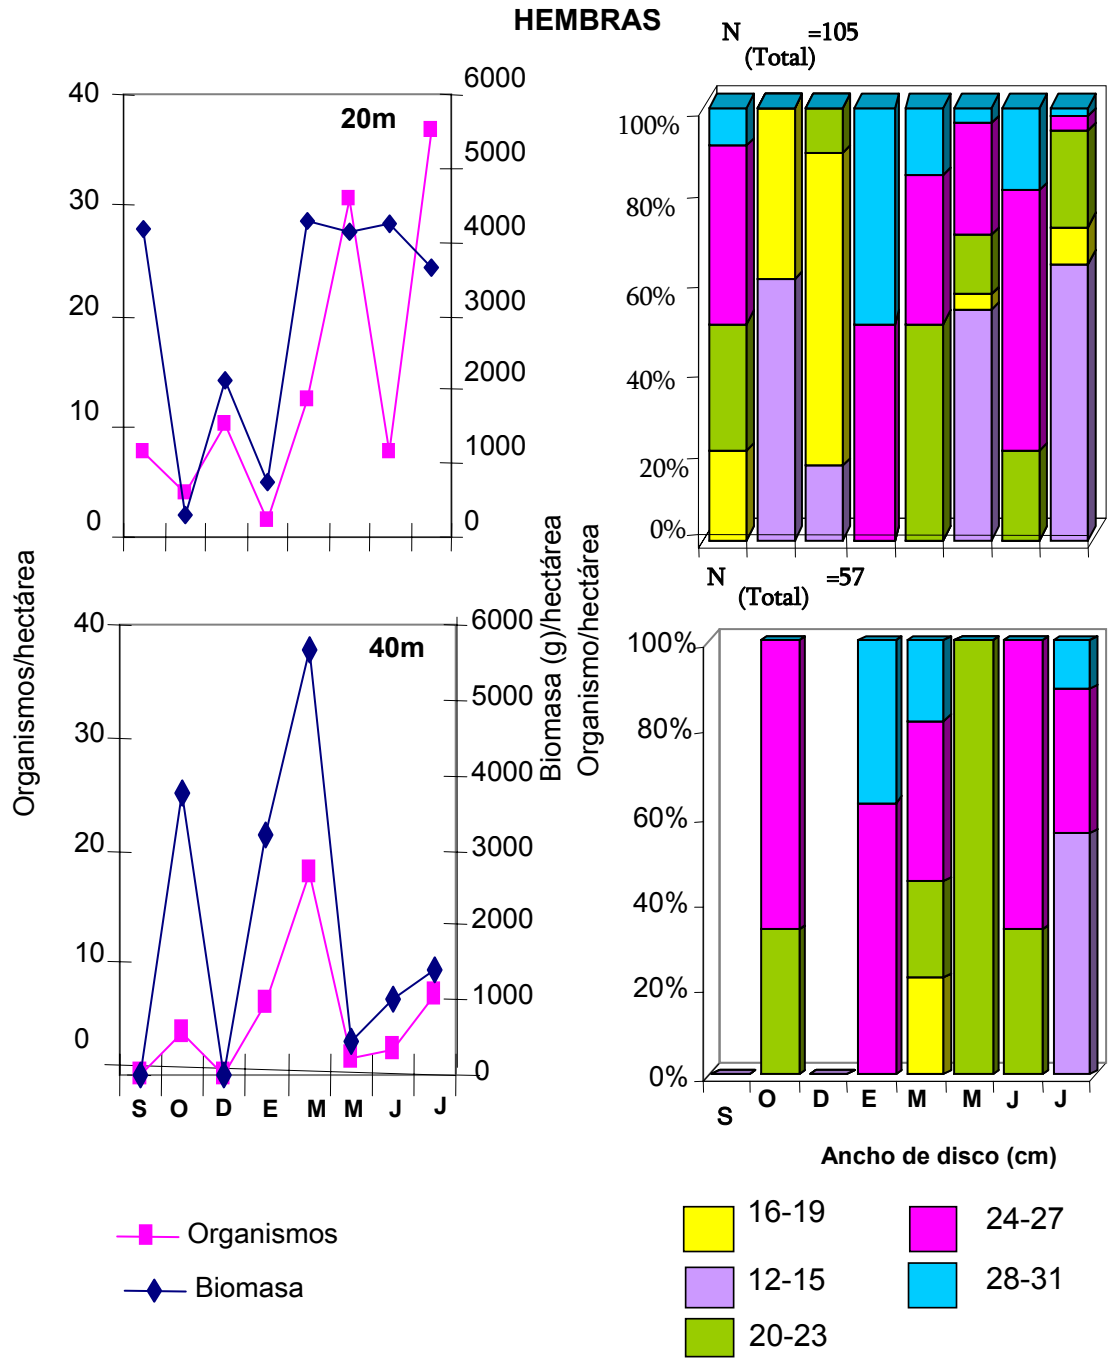 HEMBRAS
N
(Total)
=105
20m
40
30
20
10
0
6000
5000
4000
3000
2000
1000
0
100%
80%
60%
40%
20%
0%
N
(Total)
=57
Organismos/hectárea
Biomasa (g)/hectárea
Organismo/hectárea
40m
40
30
20
10
0
6000
5000
4000
3000
2000
1000
0
S O D E M M J J
100%
80%
60%
40%
20%
0%
S O D E M M J J
Ancho de disco (cm)
Organismos
Biomasa
16-19
24-27
12-15
28-31
20-23